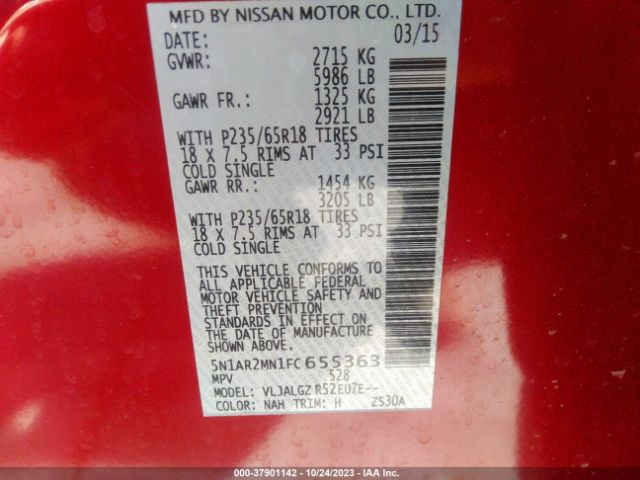 MFD BY NISSAN MOTOR CO., LTD.
DATE: 03/15
GVWR: 2715 KG
5986 LB
GAWR FR.: 1325 KG
2921 LB
WITH P235/65R18 TIRES
18 X 7.5 RIMS AT 33 PSI
COLD SINGLE
GAWR RR.: 1454 KG
3205 LB
WITH P235/65R18 TIRES
18 X 7.5 RIMS AT 33 PSI
COLD SINGLE
THIS VEHICLE CONFORMS TO
ALL APPLICABLE FEDERAL
MOTOR VEHICLE SAFETY AND
THEFT PREVENTION
STANDARDS IN EFFECT ON
THE DATE OF MANUFACTURE
SHOWN ABOVE.
5N1AR2MN1FC655363
MPV 528
MODEL: VLJALGZ R52EU7E--
COLOR: NAH TRIM: H ZS30A
000-37901142 - 10/24/2023 - IAA Inc.